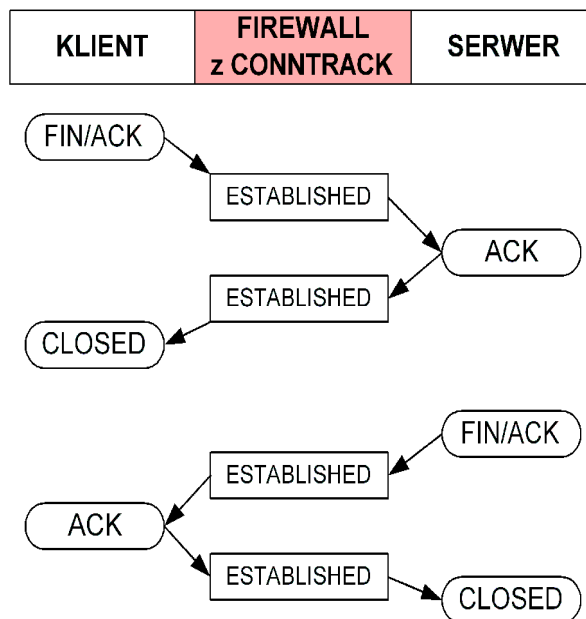 KLIENT
FIREWALL
z CONNTRACK
SERWER
FIN/ACK
ESTABLISHED
ACK
ESTABLISHED
CLOSED
FIN/ACK
ESTABLISHED
ACK
ESTABLISHED
CLOSED